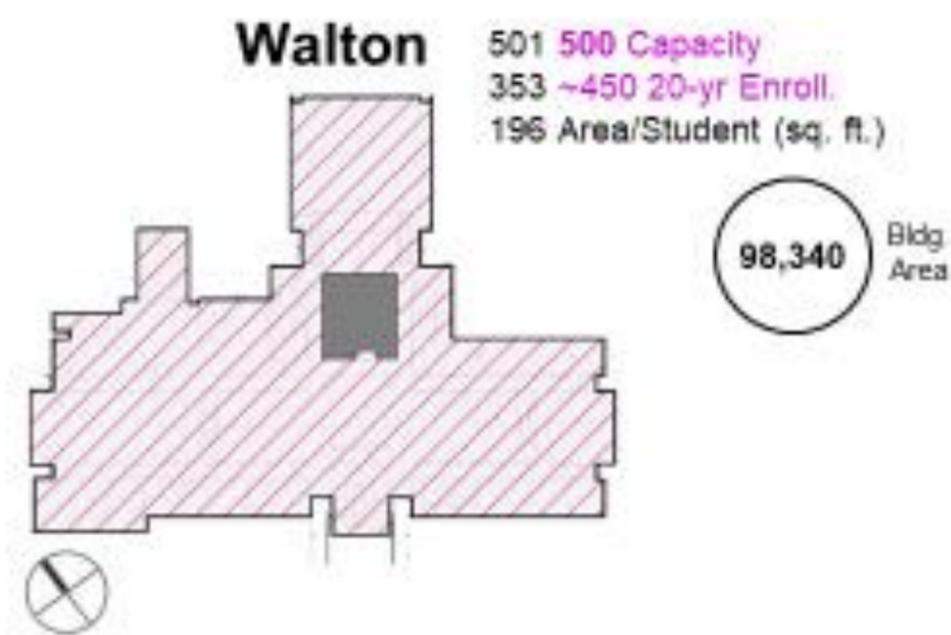 Walton
501 500 Capacity
353 ~450 20-yr Enroll.
196 Area/Student (sq. ft.)
98,340
Bldg
Area